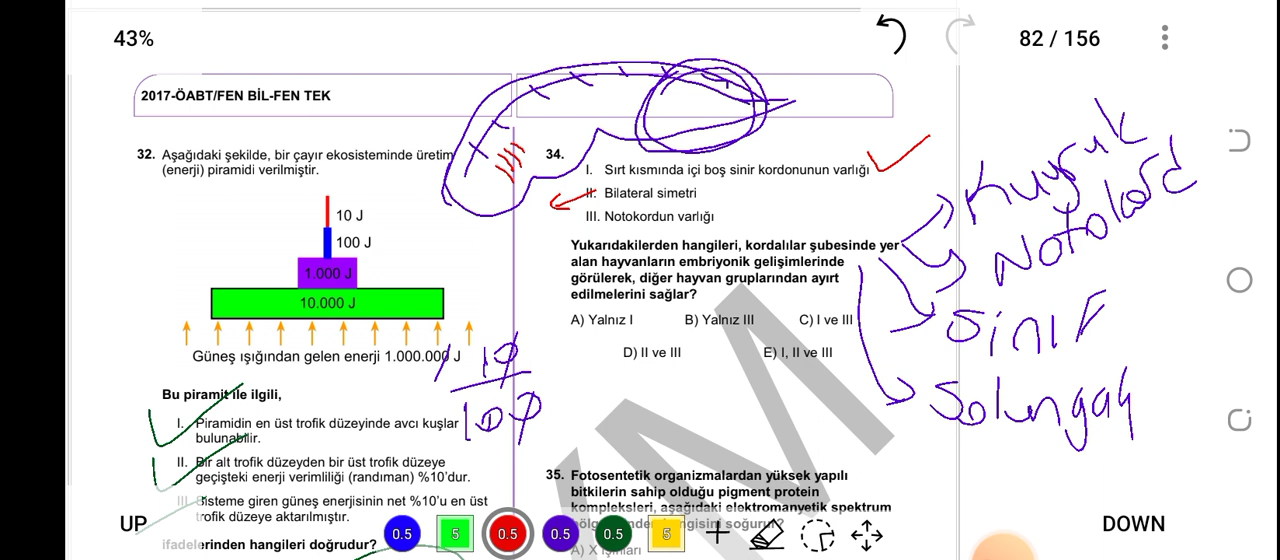 43%
82 / 156
2017-ÖABT/FEN BİL-FEN TEK
32. Aşağıdaki şekilde, bir çayır ekosisteminde üretim
(enerji) piramidi verilmiştir.
10 J
100 J
1.000 J
10.000 J
Güneş ışığından gelen enerji 1.000.000 J
10
100
Bu piramit ile ilgili,
I. Piramidin en üst trofik düzeyinde avcı kuşlar
bulunabilir.
II. Bir alt trofik düzeyden bir üst trofik düzeye
geçişteki enerji verimliliği (randıman) %10'dur.
III. Sisteme giren güneş enerjisinin net %10'u en üst
trofik düzeye aktarılmıştır.
ifadelerinden hangileri doğrudur?
34.
I. Sırt kısmında içi boş sinir kordonunun varlığı
II. Bilateral simetri
III. Notokordun varlığı
Yukarıdakilerden hangileri, kordalılar şubesinde yer
alan hayvanların embriyonik gelişimlerinde
görülerek, diğer hayvan gruplarından ayırt
edilmelerini sağlar?
A) Yalnız I B) Yalnız III C) I ve III
D) II ve III E) I, II ve III
Kuyruk
Notokord
Sinir
Solungaç
35. Fotosentetik organizmalardan yüksek yapılı
bitkilerin sahip olduğu pigment protein
kompleksleri, aşağıdaki elektromanyetik spektrum
A) X ışınları
UP
0.5
5
0.5
0.5
0.5
5
DOWN